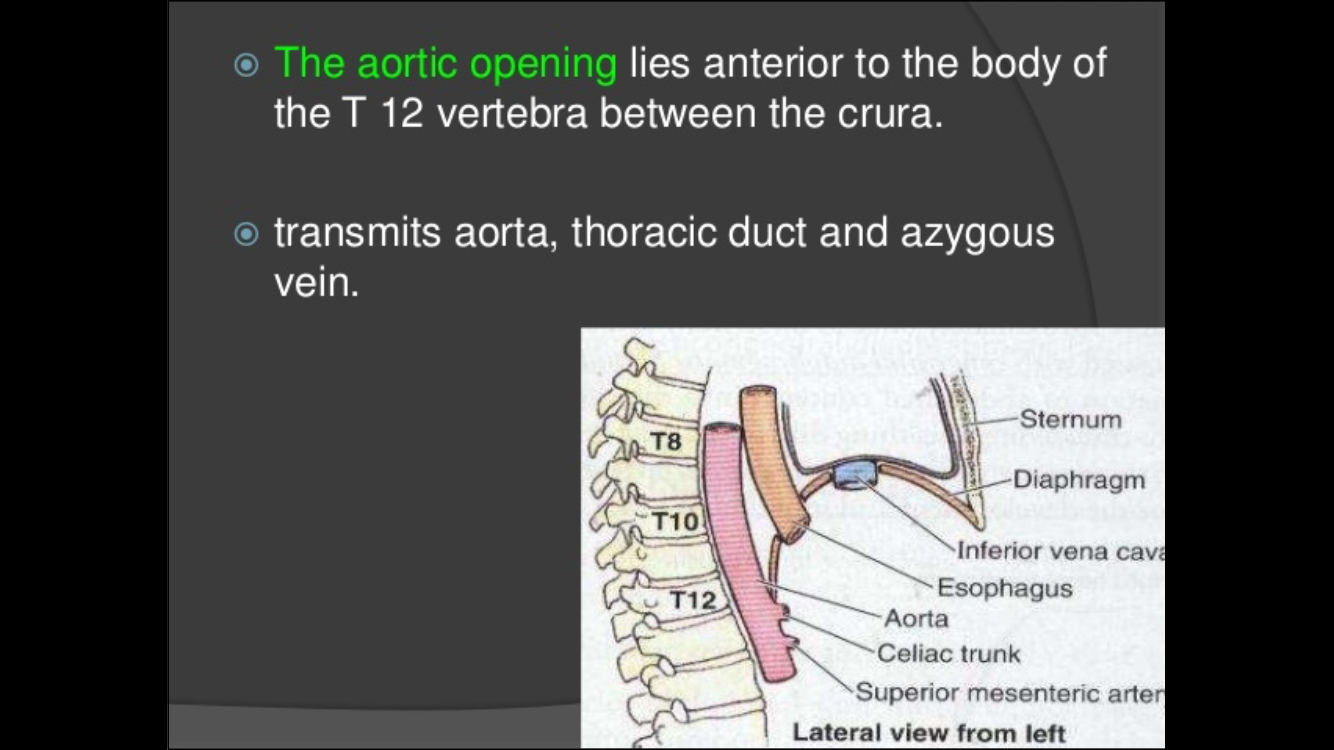 The aortic opening lies anterior to the body of
the T 12 vertebra between the crura.
transmits aorta, thoracic duct and azygous
vein.
Sternum
T8
Diaphragm
T10
Inferior vena cava
Esophagus
T12
Aorta
Celiac trunk
Superior mesenteric arter
Lateral view from left